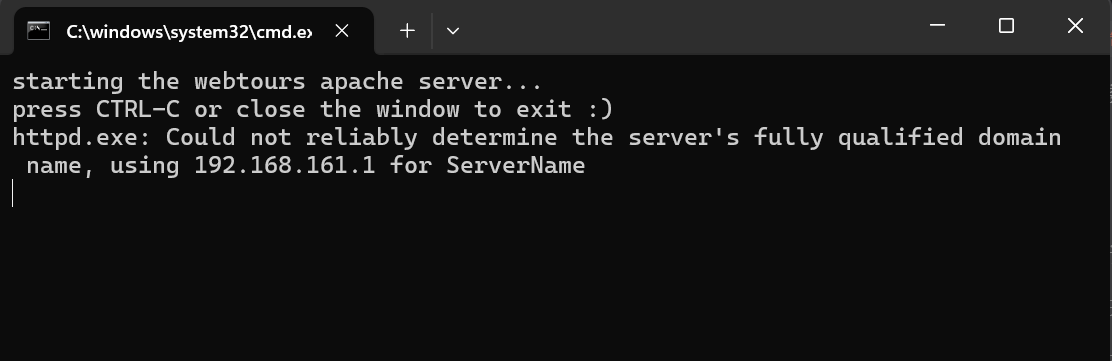 C:\windows\system32\cmd.ex
starting the webtours apache server...
press CTRL-C or close the window to exit :)
httpd.exe: Could not reliably determine the server's fully qualified domain
name, using 192.168.161.1 for ServerName